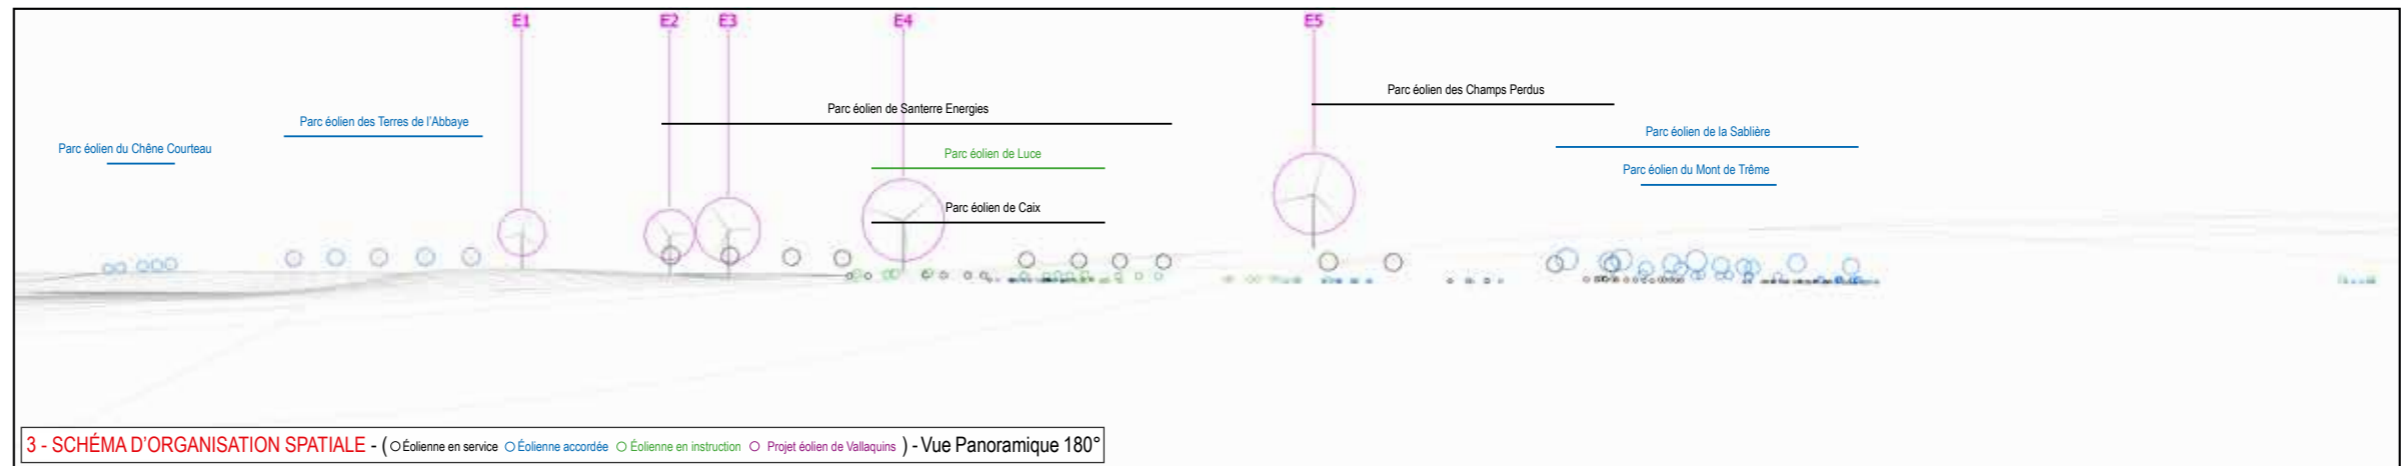 E1 E2 E3 E4 E5
Parc éolien des Champs Perdus
Parc éolien de Santerre Energies
Parc éolien des Terres de l'Abbaye
Parc éolien de la Sablière
Parc éolien du Chêne Courteau
Parc éolien de Luce
Parc éolien du Mont de Trême
Parc éolien de Caix
3 - SCHÉMA D'ORGANISATION SPATIALE - ( Éolienne en service Éolienne accordée Éolienne en instruction Projet éolien de Vallaquins ) - Vue Panoramique 180°